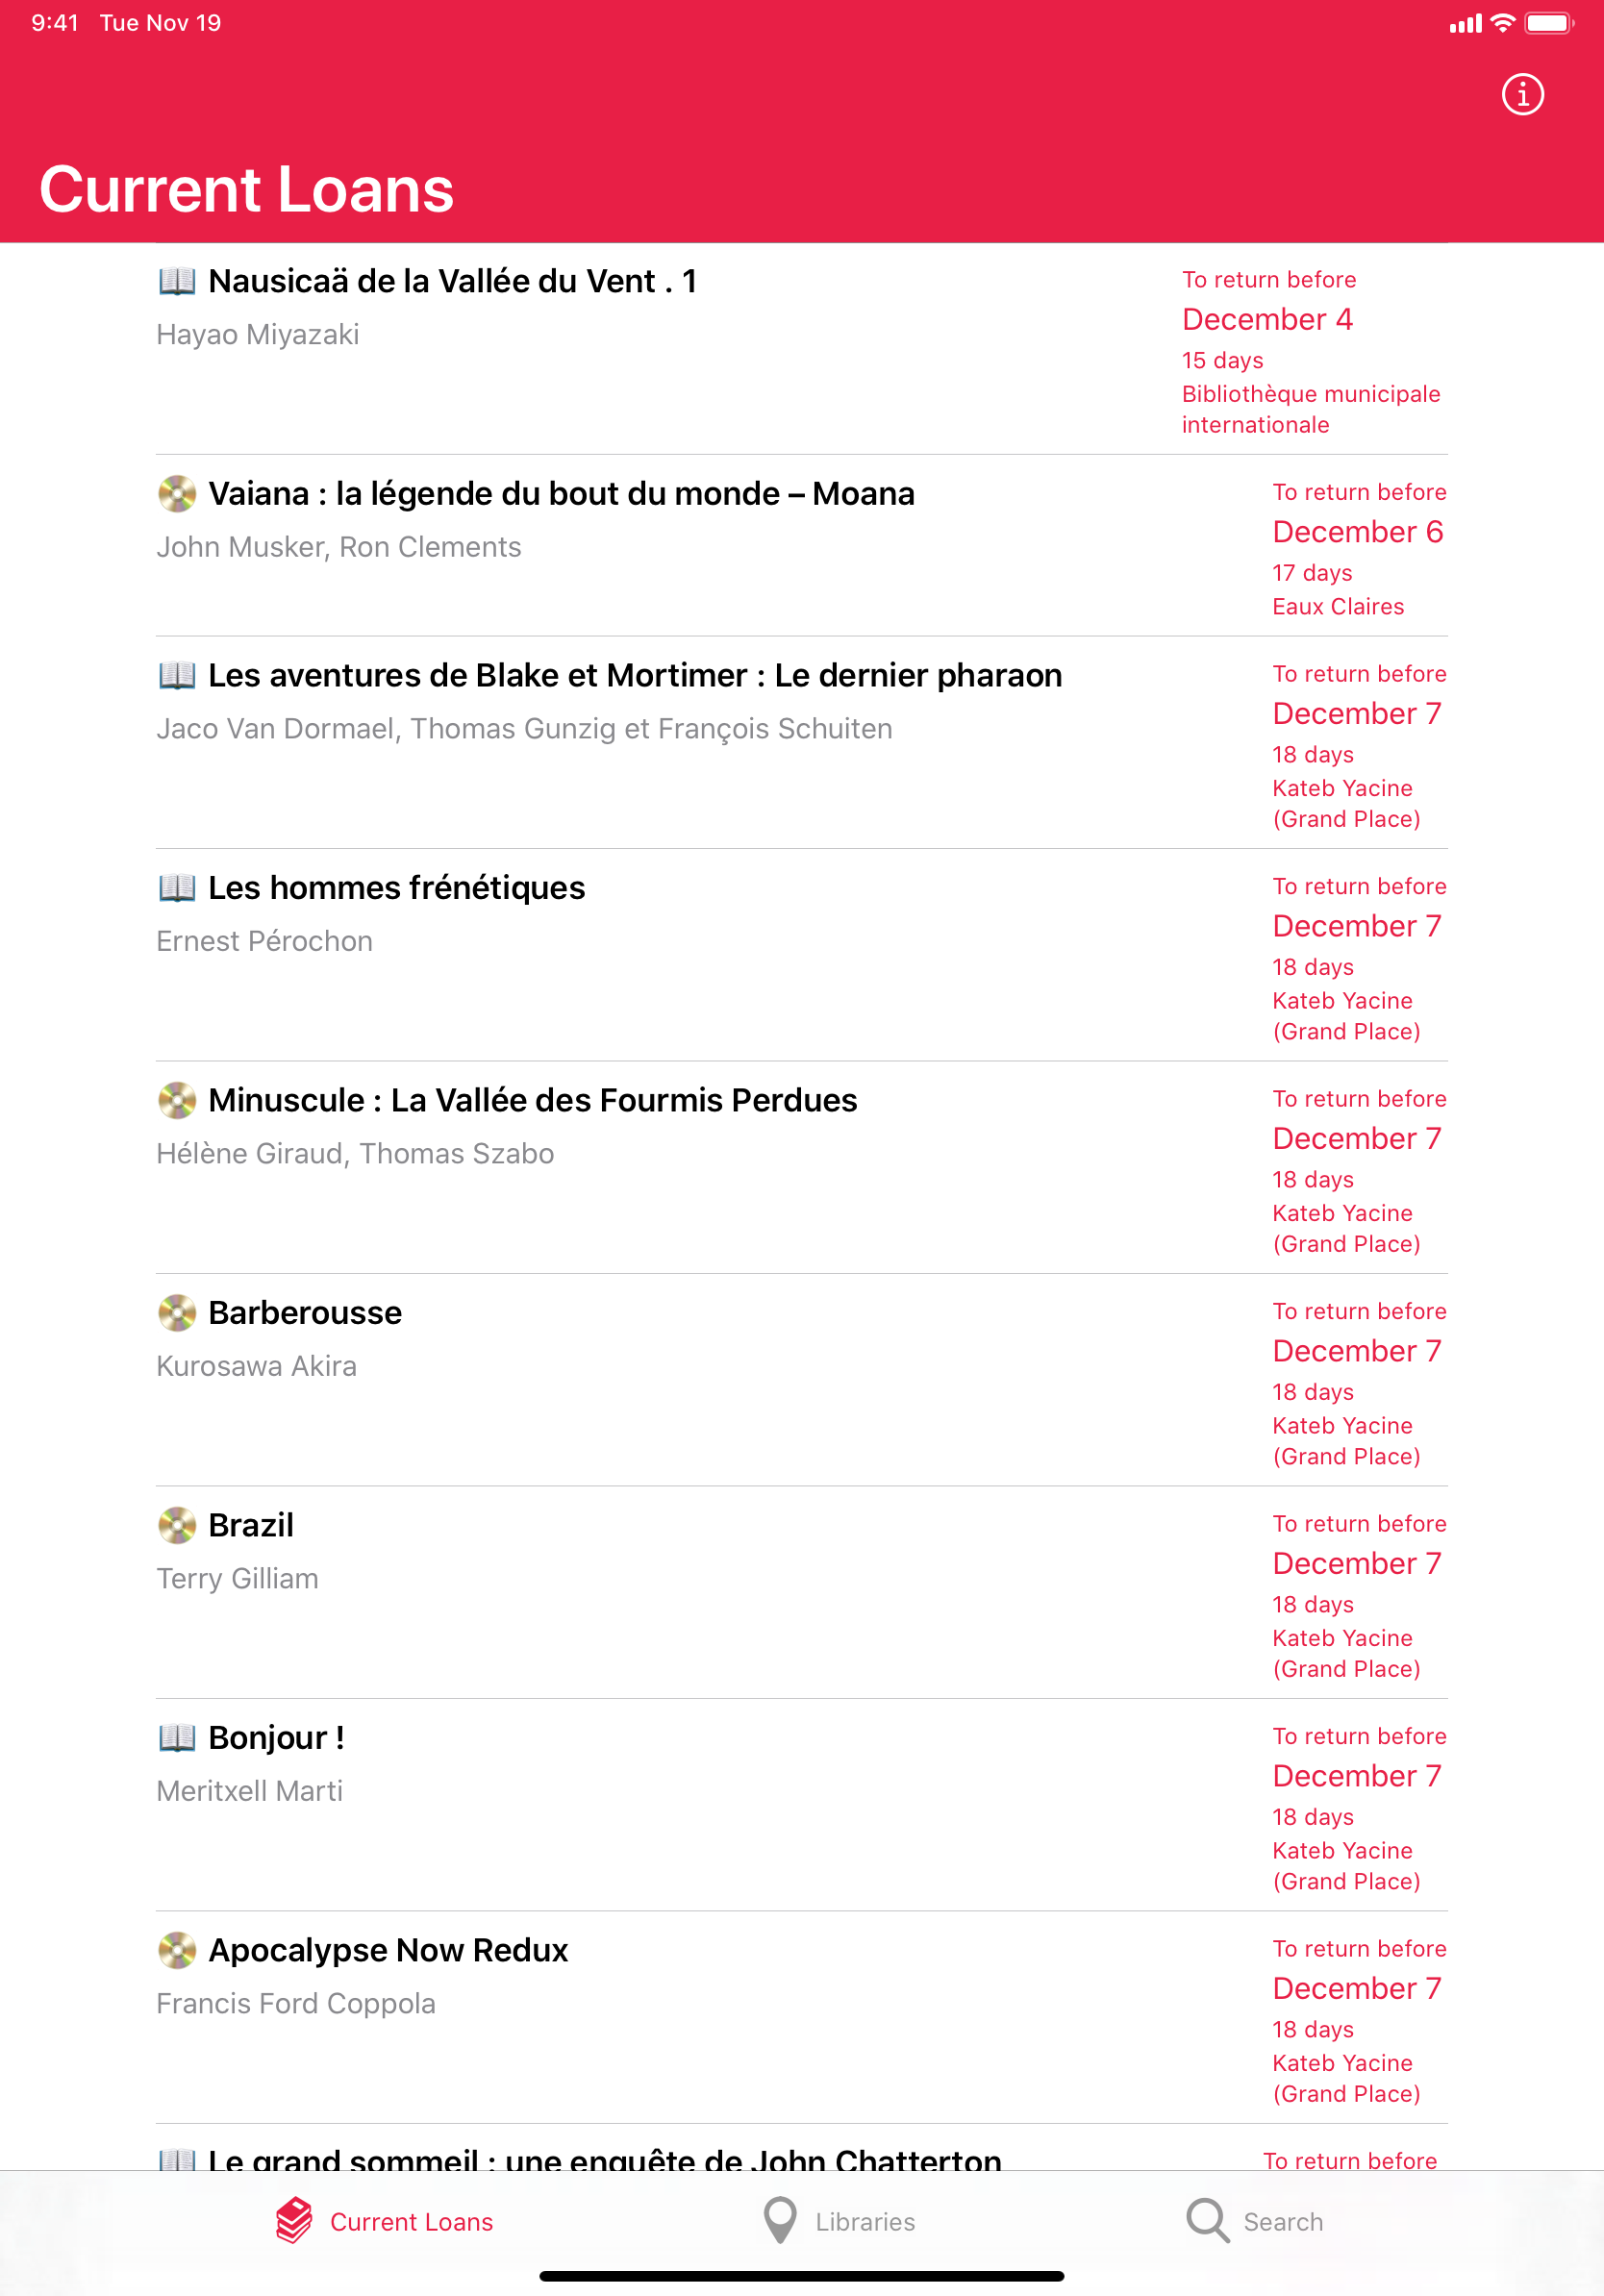 9:41 Tue Nov 19
Current Loans
Nausicaä de la Vallée du Vent . 1
Hayao Miyazaki
To return before
December 4
15 days
Bibliothèque municipale
internationale
Vaiana : la légende du bout du monde – Moana
John Musker, Ron Clements
To return before
December 6
17 days
Eaux Claires
Les aventures de Blake et Mortimer : Le dernier pharaon
Jaco Van Dormael, Thomas Gunzig et François Schuiten
To return before
December 7
18 days
Kateb Yacine
(Grand Place)
Les hommes frénétiques
Ernest Pérochon
To return before
December 7
18 days
Kateb Yacine
(Grand Place)
Minuscule : La Vallée des Fourmis Perdues
Hélène Giraud, Thomas Szabo
To return before
December 7
18 days
Kateb Yacine
(Grand Place)
Barberousse
Kurosawa Akira
To return before
December 7
18 days
Kateb Yacine
(Grand Place)
Brazil
Terry Gilliam
To return before
December 7
18 days
Kateb Yacine
(Grand Place)
Bonjour !
Meritxell Marti
To return before
December 7
18 days
Kateb Yacine
(Grand Place)
Apocalypse Now Redux
Francis Ford Coppola
To return before
December 7
18 days
Kateb Yacine
(Grand Place)
Le grand sommeil : une enquête de John Chatterton
To return before
Current Loans
Libraries
Search